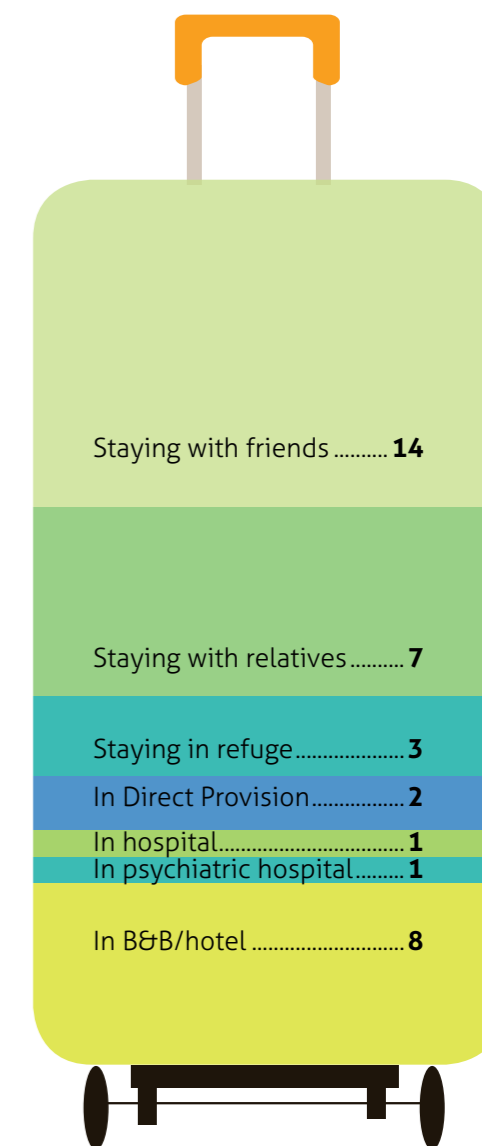 Staying with friends .......... 14
Staying with relatives .......... 7
Staying in refuge .................... 3
In Direct Provision ................. 2
In hospital .................................. 1
In psychiatric hospital ......... 1
In B&B/hotel ............................ 8